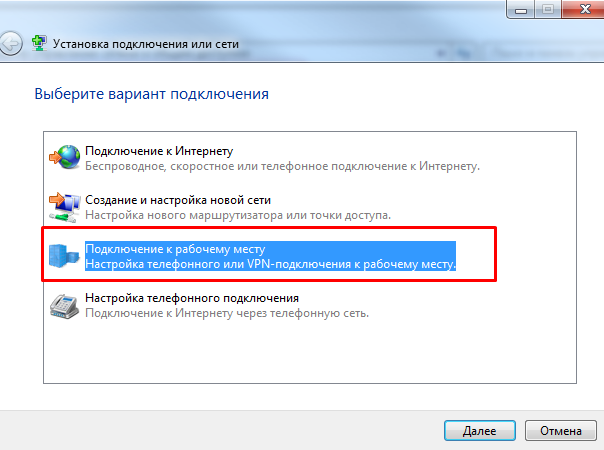 Установка подключения или сети
Выберите вариант подключения
Подключение к Интернету
Беспроводное, скоростное или телефонное подключение к Интернету.
Создание и настройка новой сети
Настройка нового маршрутизатора или точки доступа.
Подключение к рабочему месту
Настройка телефонного или VPN-подключения к рабочему месту.
Настройка телефонного подключения
Подключение к Интернету через телефонную сеть.
Далее
Отмена